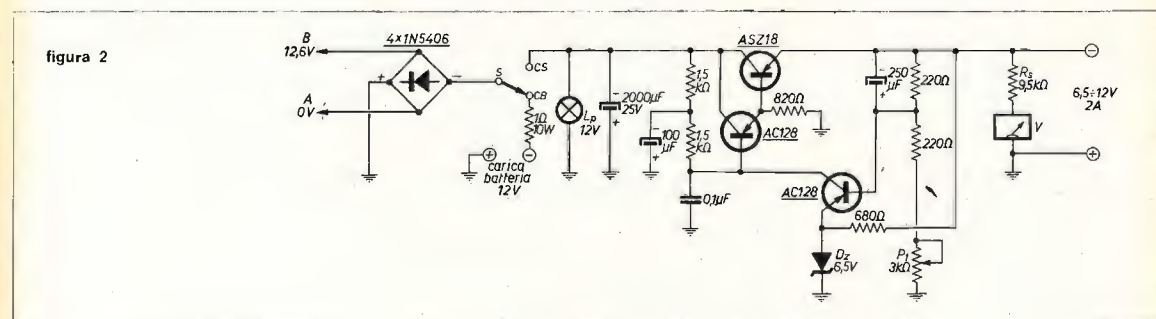 figura 2
B
12,6V
A
0V
4x1N5406
+
−
S
CS
CB
1Ω
10W
⊕
⊖
carica
batteria
12V
Lp
12V
−
2000µF
25V
+
−
100
µF
+
1,5
kΩ
1,5
kΩ
0,1µF
ASZ18
820Ω
AC128
AC128
680Ω
Dz
6,5V
−
250
µF
+
220Ω
220Ω
P1
3kΩ
Rs
9,5kΩ
V
⊖
6,5÷12V
2A
⊕